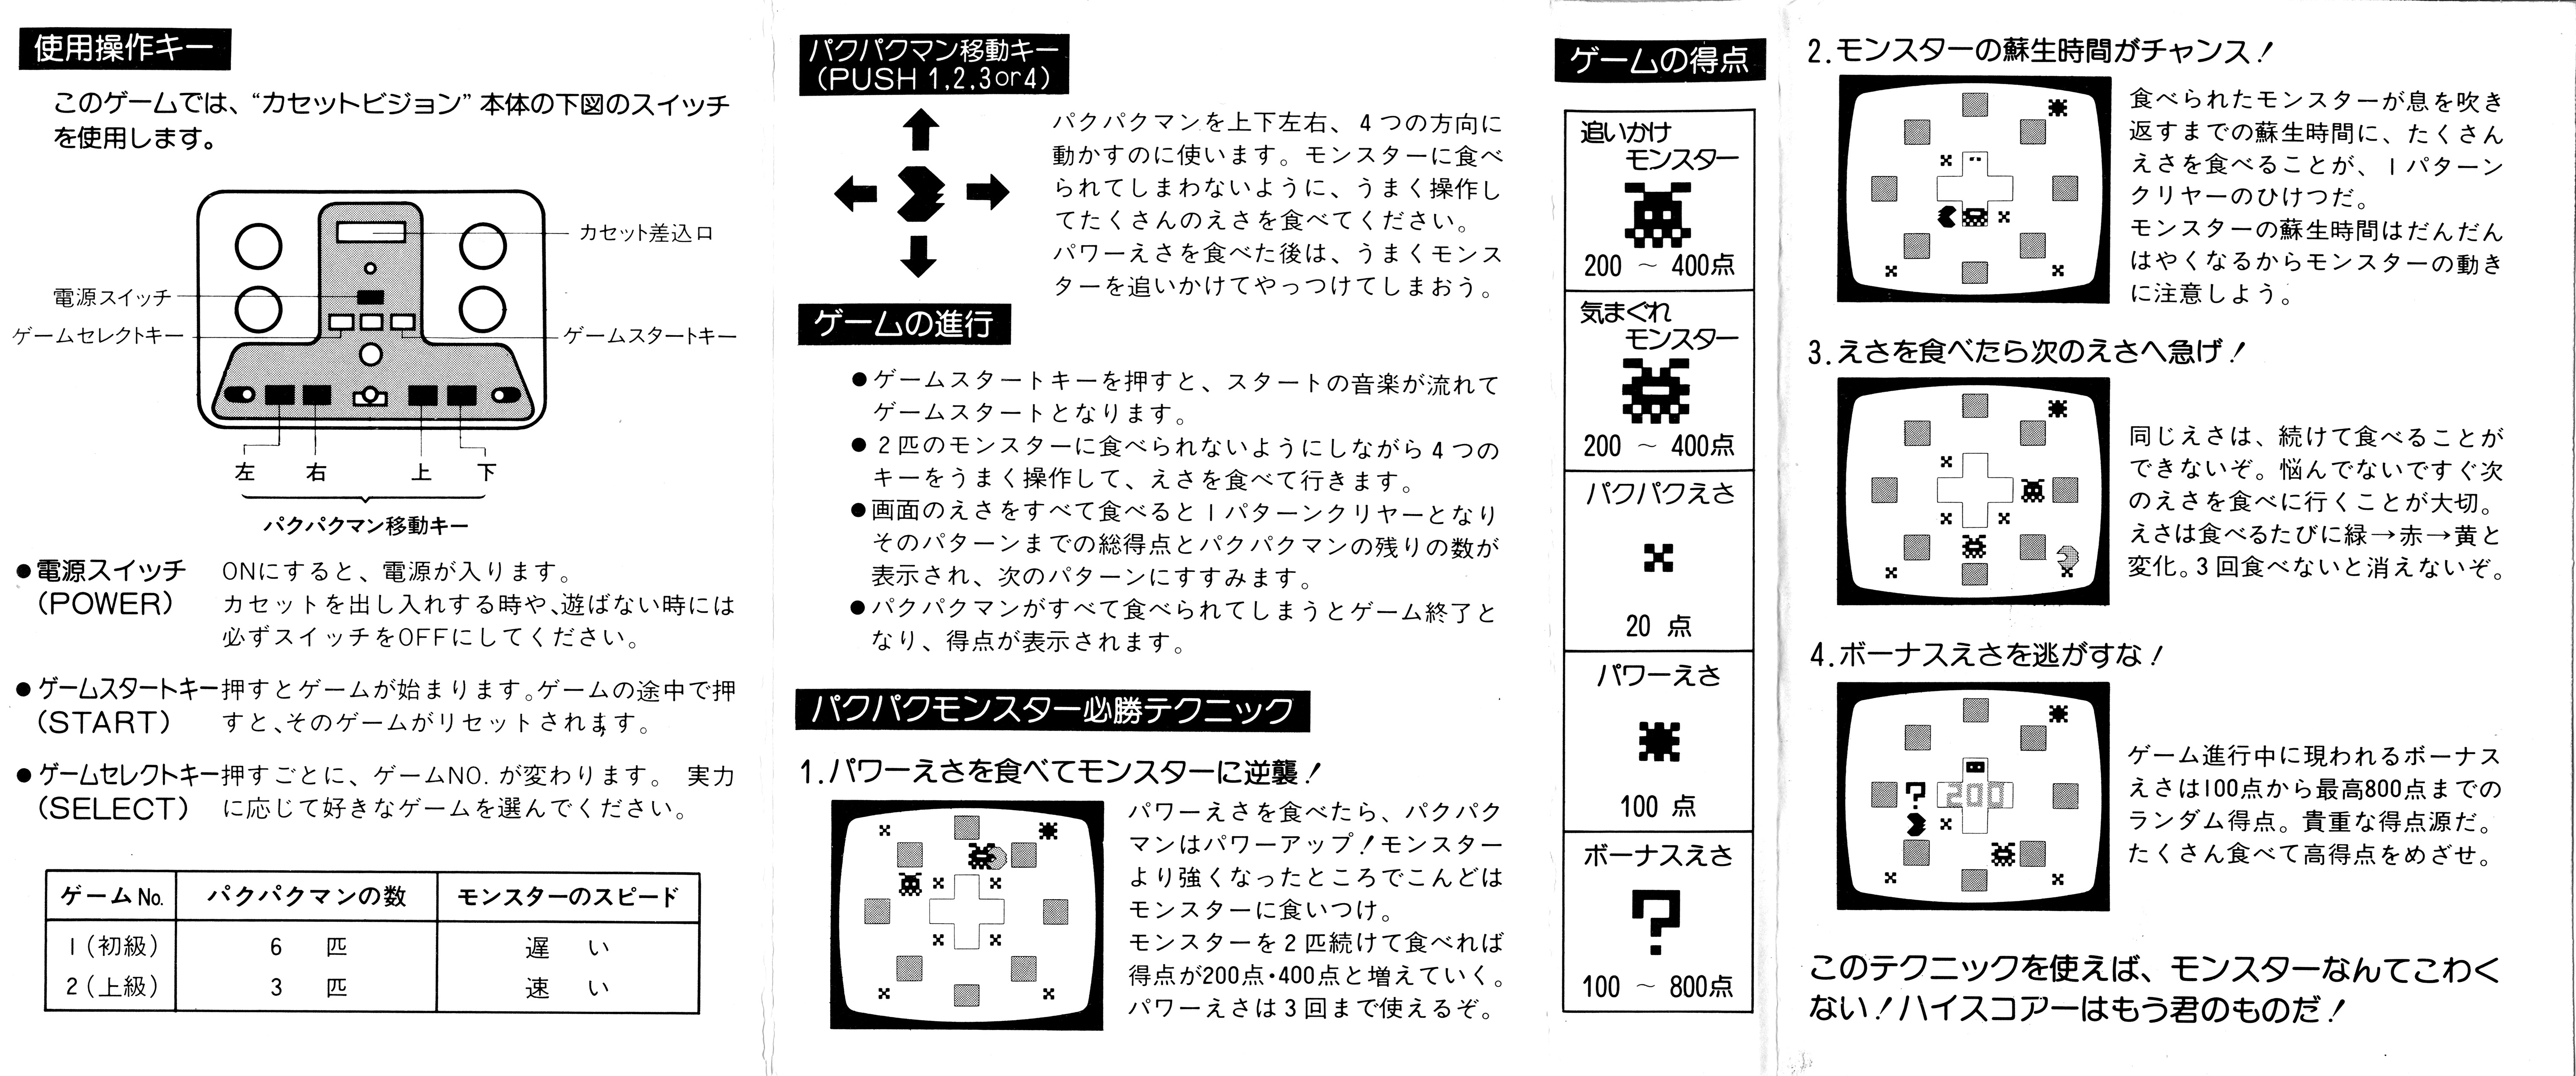 使用操作キー
このゲームでは、“カセットビジョン”本体の下図のスイッチ
を使用します。
カセット差込口
電源スイッチ
ゲームセレクトキー
ゲームスタートキー
左 右 上 下
パクパクマン移動キー
●電源スイッチ ONにすると、電源が入ります。
(POWER) カセットを出し入れする時や、遊ばない時には
必ずスイッチをOFFにしてください。
●ゲームスタートキー押すとゲームが始まります。ゲームの途中で押
(START) すと、そのゲームがリセットされます。
●ゲームセレクトキー押すごとに、ゲームNO. が変わります。 実力
(SELECT) に応じて好きなゲームを選んでください。
ゲームNo. パクパクマンの数 モンスターのスピード
1(初級) 6 匹 遅 い
2(上級) 3 匹 速 い
パクパクマン移動キー
(PUSH 1,2,3or4)
パクパクマンを上下左右、4つの方向に
動かすのに使います。モンスターに食べ
られてしまわないように、うまく操作し
てたくさんのえさを食べてください。
パワーえさを食べた後は、うまくモンス
ターを追いかけてやっつけてしまおう。
ゲームの進行
●ゲームスタートキーを押すと、スタートの音楽が流れて
ゲームスタートとなります。
●2匹のモンスターに食べられないようにしながら4つの
キーをうまく操作して、えさを食べて行きます。
●画面のえさをすべて食べると1パターンクリヤーとなり
そのパターンまでの総得点とパクパクマンの残りの数が
表示され、次のパターンにすすみます。
●パクパクマンがすべて食べられてしまうとゲーム終了と
なり、得点が表示されます。
パクパクモンスター必勝テクニック
1.パワーえさを食べてモンスターに逆襲！
パワーえさを食べたら、パクパク
マンはパワーアップ！モンスター
より強くなったところでこんどは
モンスターに食いつけ。
モンスターを2匹続けて食べれば
得点が200点・400点と増えていく。
パワーえさは3回まで使えるぞ。
ゲームの得点
追いかけ
モンスター
200 〜 400点
気まぐれ
モンスター
200 〜 400点
パクパクえさ
20 点
パワーえさ
100 点
ボーナスえさ
?
100 〜 800点
2.モンスターの蘇生時間がチャンス！
食べられたモンスターが息を吹き
返すまでの蘇生時間に、たくさん
えさを食べることが、1パターン
クリヤーのひけつだ。
モンスターの蘇生時間はだんだん
はやくなるからモンスターの動き
に注意しよう。
3.えさを食べたら次のえさへ急げ！
同じえさは、続けて食べることが
できないぞ。悩んでないですぐ次
のえさを食べに行くことが大切。
えさは食べるたびに緑→赤→黄と
変化。3回食べないと消えないぞ。
4.ボーナスえさを逃がすな！
? 200
ゲーム進行中に現われるボーナス
えさは100点から最高800点までの
ランダム得点。貴重な得点源だ。
たくさん食べて高得点をめざせ。
このテクニックを使えば、モンスターなんてこわく
ない！ハイスコアーはもう君のものだ！